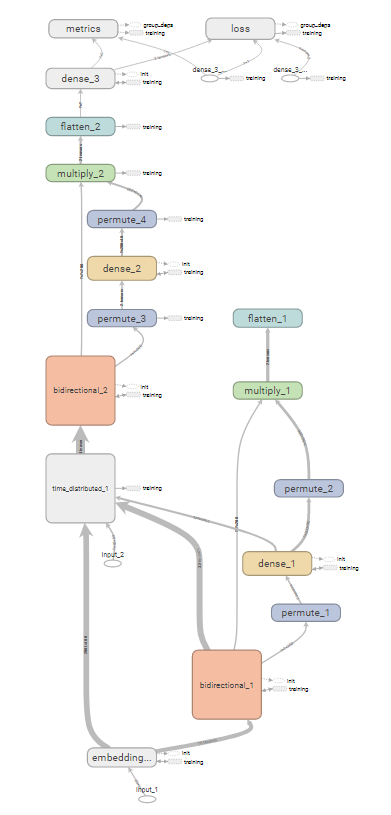 metrics
group_deps
training
loss
group_deps
training
dense_3
init
training
dense_3_...
training
dense_3_...
training
flatten_2
training
multiply_2
training
permute_4
training
dense_2
init
training
permute_3
training
flatten_1
bidirectional_2
init
training
multiply_1
time_distributed_1
training
permute_2
input_2
dense_1
init
training
permute_1
bidirectional_1
init
training
embedding...
init
training
input_1